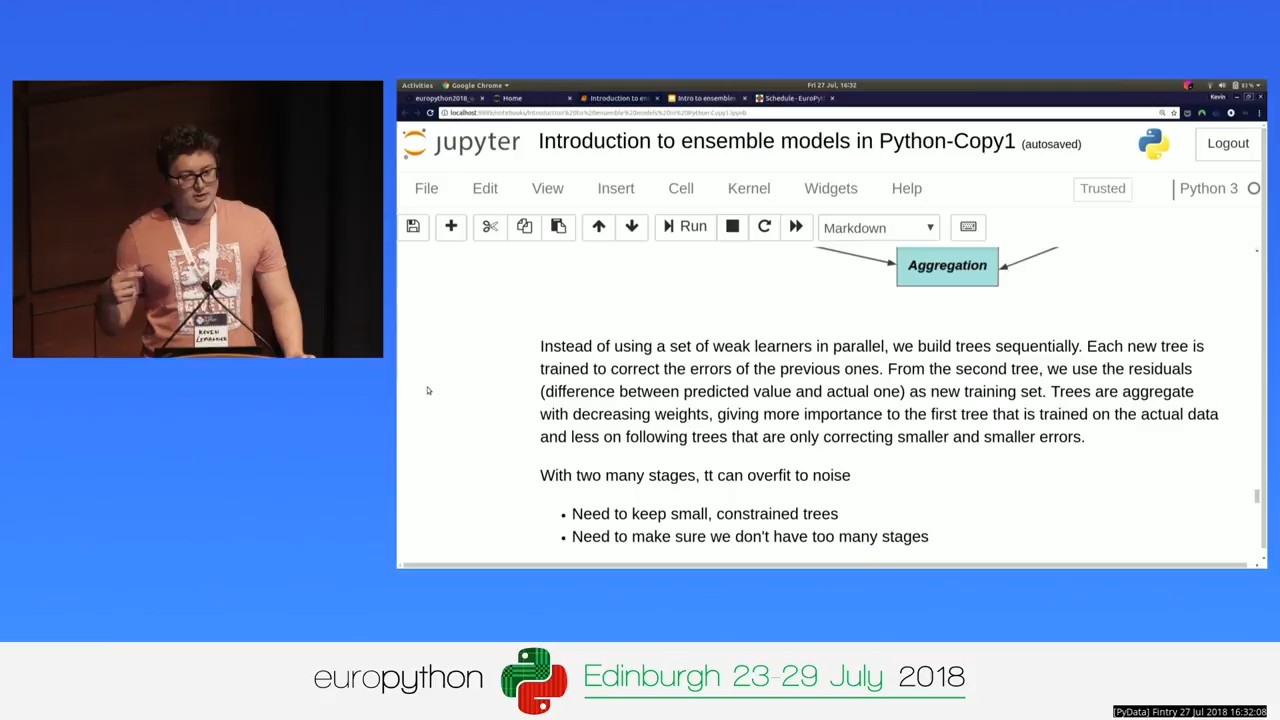 Activities
Google Chrome ▾
Fri 27 Jul, 16:32
europython2018_
Home
Introduction to en
Intro to ensemble
Schedule - EuroPyt
Kevin
jupyter
Introduction to ensemble models in Python-Copy1 (autosaved)
Logout
File Edit View Insert Cell Kernel Widgets Help
Trusted
Python 3
Run
Markdown
Aggregation
Instead of using a set of weak learners in parallel, we build trees sequentially. Each new tree is
trained to correct the errors of the previous ones. From the second tree, we use the residuals
(difference between predicted value and actual one) as new training set. Trees are aggregate
with decreasing weights, giving more importance to the first tree that is trained on the actual data
and less on following trees that are only correcting smaller and smaller errors.
With two many stages, tt can overfit to noise
• Need to keep small, constrained trees
• Need to make sure we don't have too many stages
KEVIN
europython
Edinburgh 23-29 July 2018
[PyData] Fintry 27 Jul 2018 16:32:08